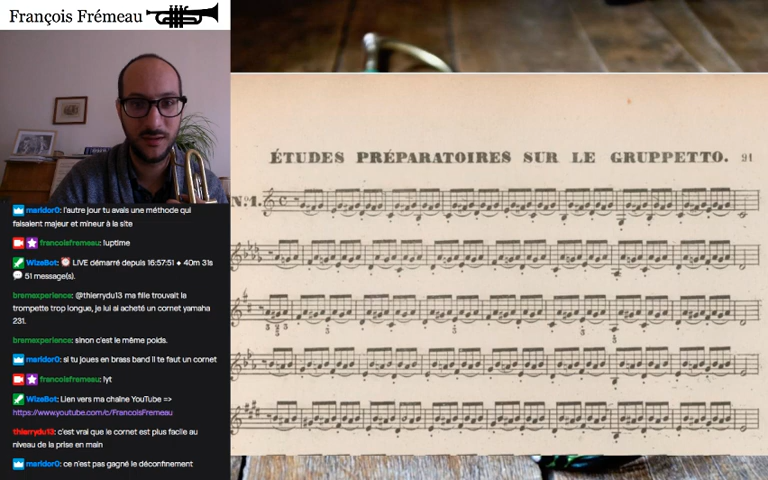 François Frémeau
ÉTUDES PRÉPARATOIRES SUR LE GRUPPETTO. 91
Nº1.
maridor0: l'autre jour tu avais une méthode qui
faisaient majeur et mineur à la site
francoisfremeau: !uptime
WizeBot: ⏰ LIVE démarré depuis 16:57:51 ♦ 40m 31s
💬 51 message(s).
bremexperience: @thierrydu13 ma fille trouvait la
trompette trop longue, je lui ai acheté un cornet yamaha
231.
bremexperience: sinon c'est le même poids.
maridor0: si tu joues en brass band il te faut un cornet
francoisfremeau: !yt
WizeBot: Lien vers ma chaîne YouTube =>
https://www.youtube.com/c/FrancoisFremeau
thierrydu13: c'est vrai que le cornet est plus facile au
niveau de la prise en main
maridor0: ce n'est pas gagné le déconfinement